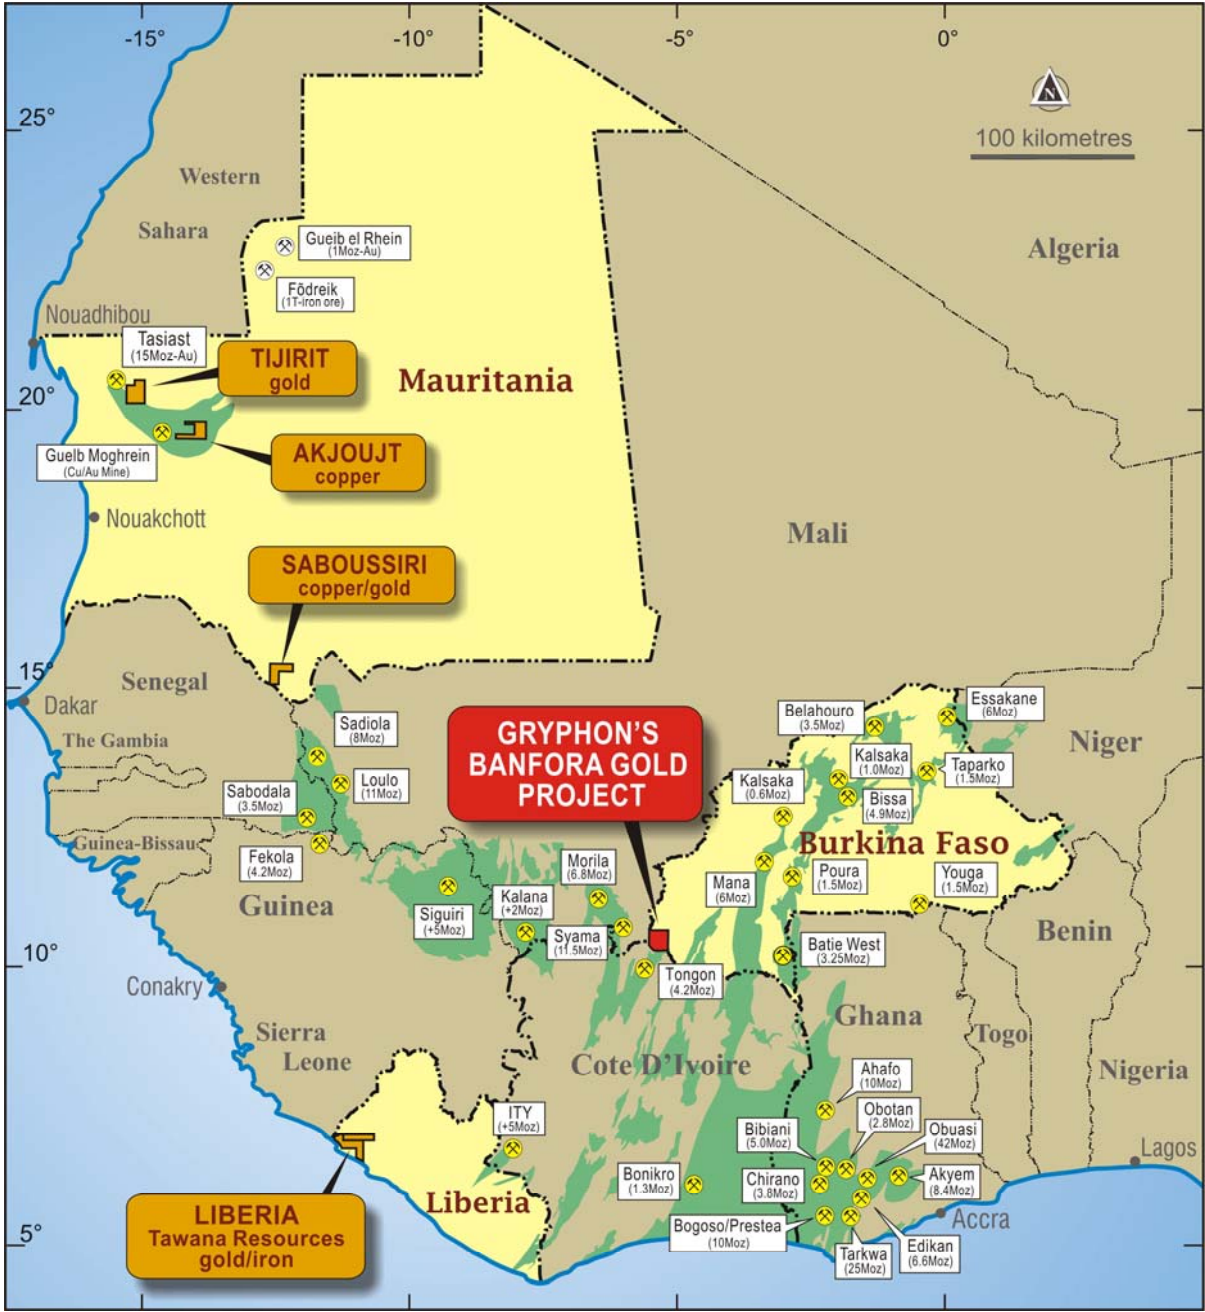 -15°
-10°
-5°
0°
25°
20°
15°
10°
5°
N
100 kilometres
Western
Sahara
Algeria
Gueib el Rhein
(1Moz-Au)
Födreik
(1T-iron ore)
Nouadhibou
Tasiast
(15Moz-Au)
TIJIRIT
gold
Mauritania
AKJOUJT
copper
Guelb Moghrein
(Cu/Au Mine)
Nouakchott
Mali
SABOUSSIRI
copper/gold
Senegal
Dakar
The Gambia
Sadiola
(8Moz)
Loulo
(11Moz)
Sabodala
(3.5Moz)
Guinea-Bissau
Fekola
(4.2Moz)
Guinea
GRYPHON'S
BANFORA GOLD
PROJECT
Belahouro
(3.5Moz)
Essakane
(6Moz)
Niger
Kalsaka
(1.0Moz)
Taparko
(1.5Moz)
Kalsaka
(0.6Moz)
Bissa
(4.9Moz)
Burkina Faso
Morila
(6.8Moz)
Mana
(6Moz)
Poura
(1.5Moz)
Youga
(1.5Moz)
Siguiri
(+5Moz)
Kalana
(+2Moz)
Syama
(11.5Moz)
Batie West
(3.25Moz)
Benin
Tongon
(4.2Moz)
Conakry
Ghana
Togo
Sierra
Leone
Cote D'Ivoire
Nigeria
Ahafo
(10Moz)
Obotan
(2.8Moz)
ITY
(+5Moz)
Bibiani
(5.0Moz)
Obuasi
(42Moz)
Lagos
Bonikro
(1.3Moz)
Chirano
(3.8Moz)
Akyem
(8.4Moz)
Liberia
LIBERIA
Tawana Resources
gold/iron
Bogoso/Prestea
(10Moz)
Accra
Tarkwa
(25Moz)
Edikan
(6.6Moz)